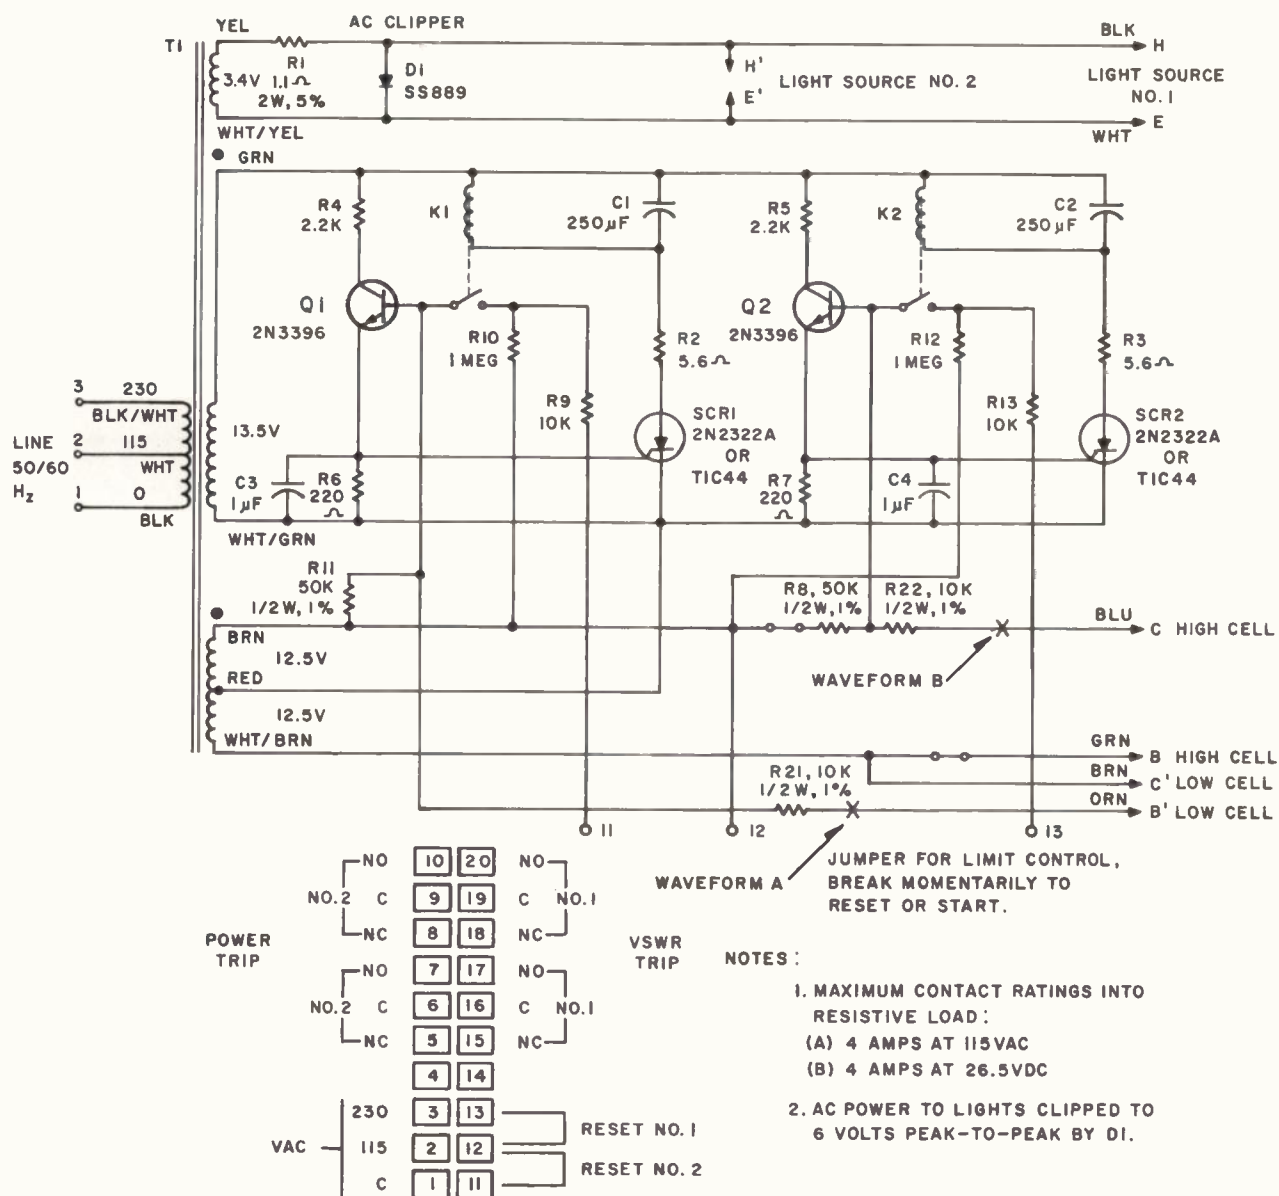 YEL
AC CLIPPER
BLK
H
T1
R1
3.4V 1.1Ω
2W, 5%
D1
SS889
H'
E'
LIGHT SOURCE NO. 2
LIGHT SOURCE
NO. 1
E
WHT/YEL
WHT
GRN
R4
2.2K
K1
C1
250µF
R5
2.2K
K2
C2
250µF
Q1
2N3396
R10
1 MEG
R2
5.6Ω
Q2
2N3396
R12
1 MEG
R3
5.6Ω
3
230
BLK/WHT
LINE
50/60
Hz
2
115
WHT
1
0
BLK
13.5V
R9
10K
SCR1
2N2322A
OR
TIC44
R13
10K
SCR2
2N2322A
OR
TIC44
C3
1µF
R6
220
Ω
R7
220
Ω
C4
1µF
WHT/GRN
R11
50K
1/2W, 1%
R8, 50K
1/2W, 1%
R22, 10K
1/2W, 1%
BLU
C HIGH CELL
BRN
12.5V
WAVEFORM B
RED
12.5V
WHT/BRN
GRN
B HIGH CELL
R21, 10K
1/2W, 1%
BRN
C' LOW CELL
ORN
B' LOW CELL
11
12
13
WAVEFORM A
JUMPER FOR LIMIT CONTROL,
BREAK MOMENTARILY TO
RESET OR START.
NO 10 20 NO
NO.2 C 9 19 C NO.1
NC 8 18 NC
POWER
TRIP
VSWR
TRIP
NO 7 17 NO
NO.2 C 6 16 C NO.1
NC 5 15 NC
4 14
230 3 13
VAC 115 2 12
C 1 11
RESET NO. 1
RESET NO. 2
NOTES:
1. MAXIMUM CONTACT RATINGS INTO
RESISTIVE LOAD:
(A) 4 AMPS AT 115VAC
(B) 4 AMPS AT 26.5VDC
2. AC POWER TO LIGHTS CLIPPED TO
6 VOLTS PEAK-TO-PEAK BY D1.